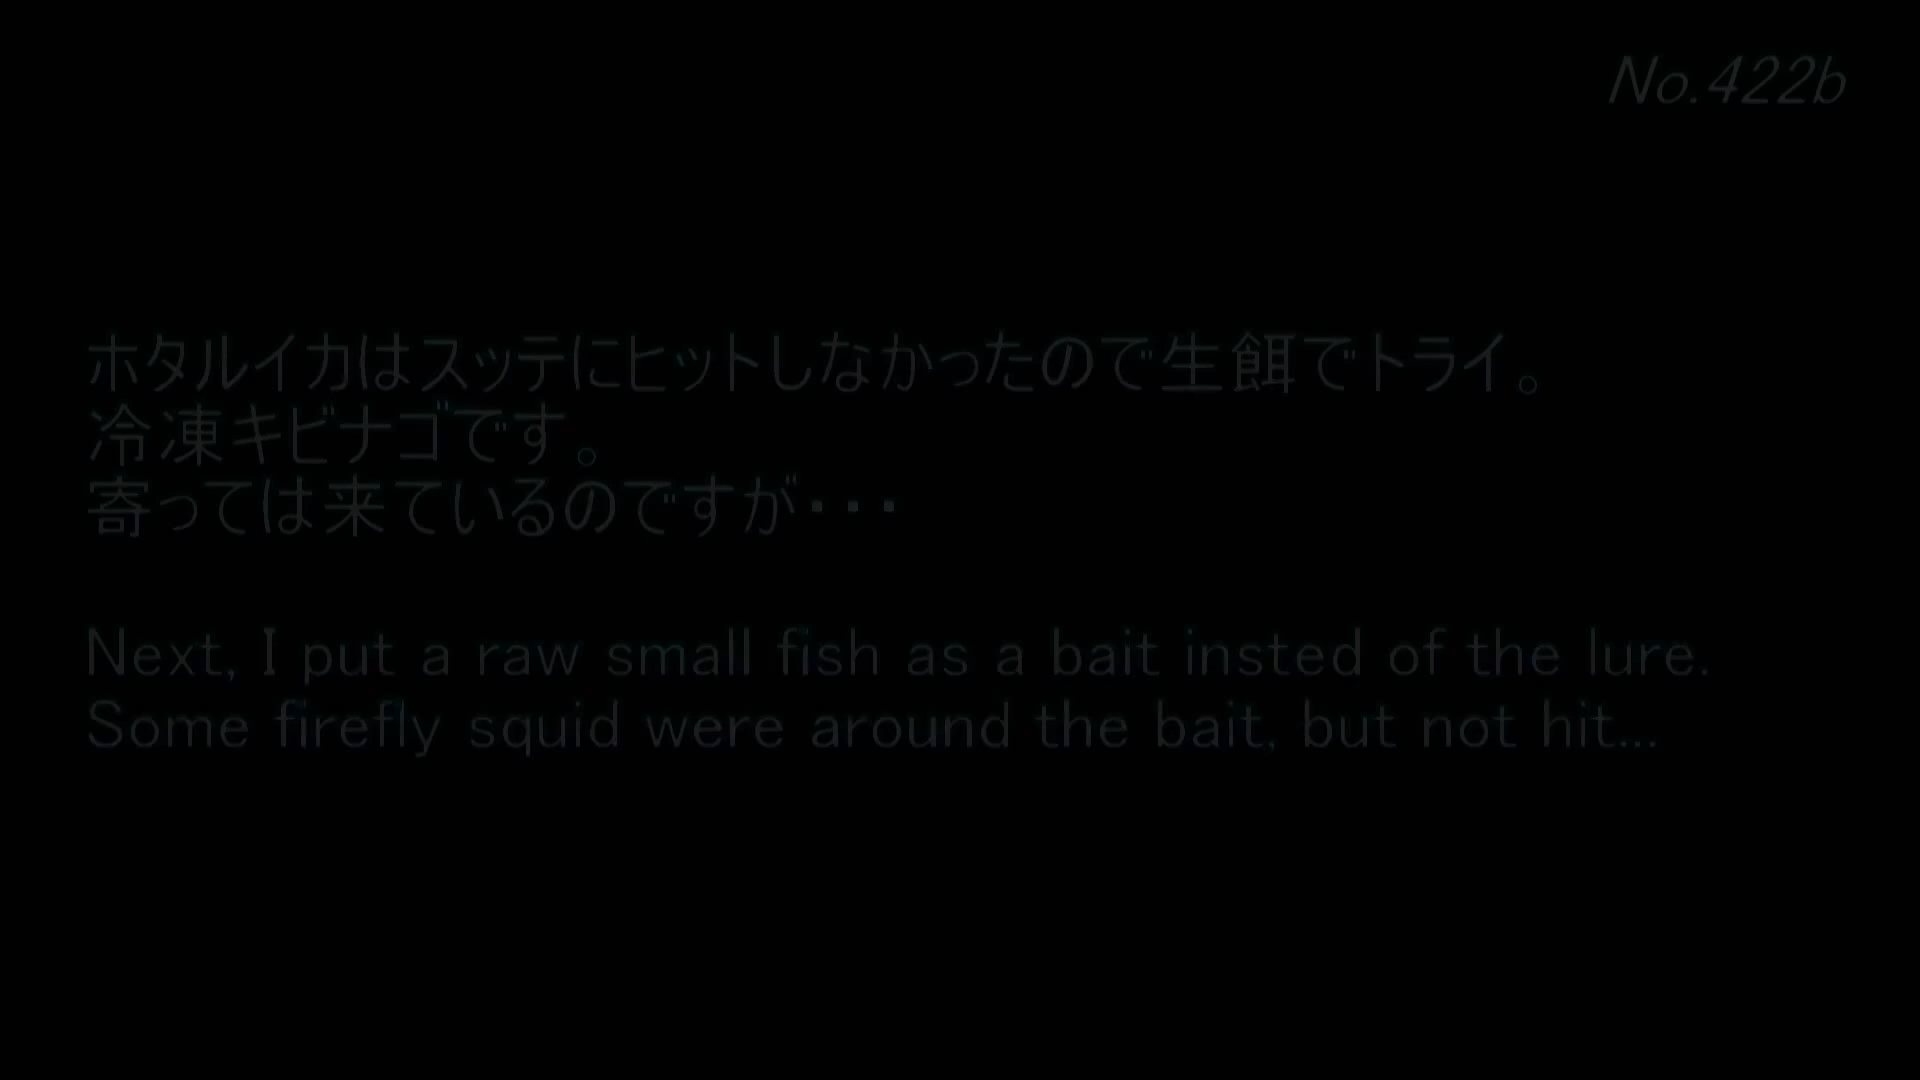 No.422b
ホタルイカはスッテにヒットしなかったので生餌でトライ。
冷凍キビナゴです。
寄っては来ているのですが・・・
Next, I put a raw small fish as a bait insted of the lure.
Some firefly squid were around the bait, but not hit...